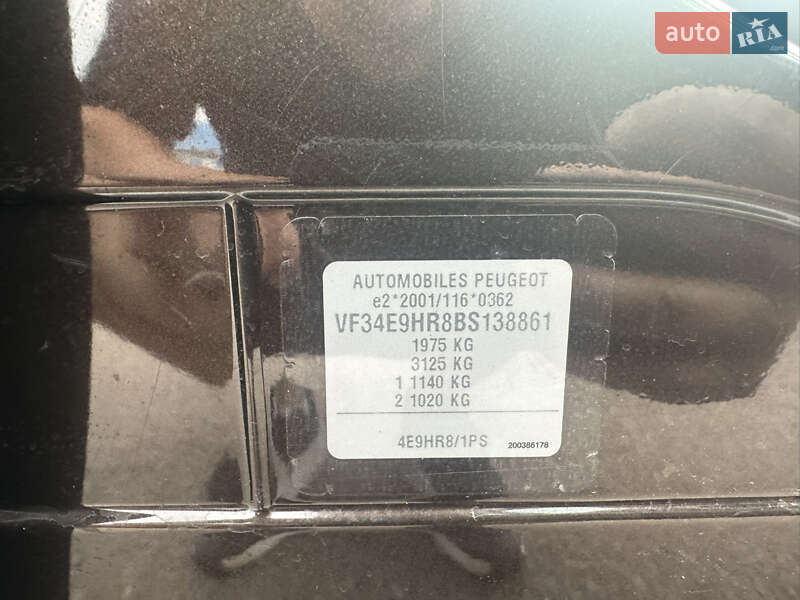 auto RIA
AUTOMOBILES PEUGEOT
e2*2001/116*0362
VF34E9HR8BS138861
1975 KG
3125 KG
1 1140 KG
2 1020 KG
4E9HR8/1PS 200386178